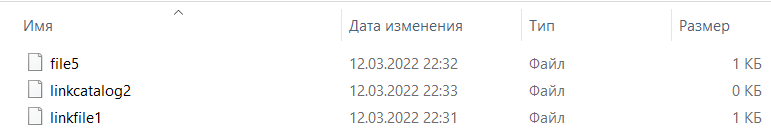 Имя Дата изменения Тип Размер
file5 12.03.2022 22:32 Файл 1 КБ
linkcatalog2 12.03.2022 22:33 Файл 0 КБ
linkfile1 12.03.2022 22:31 Файл 1 КБ